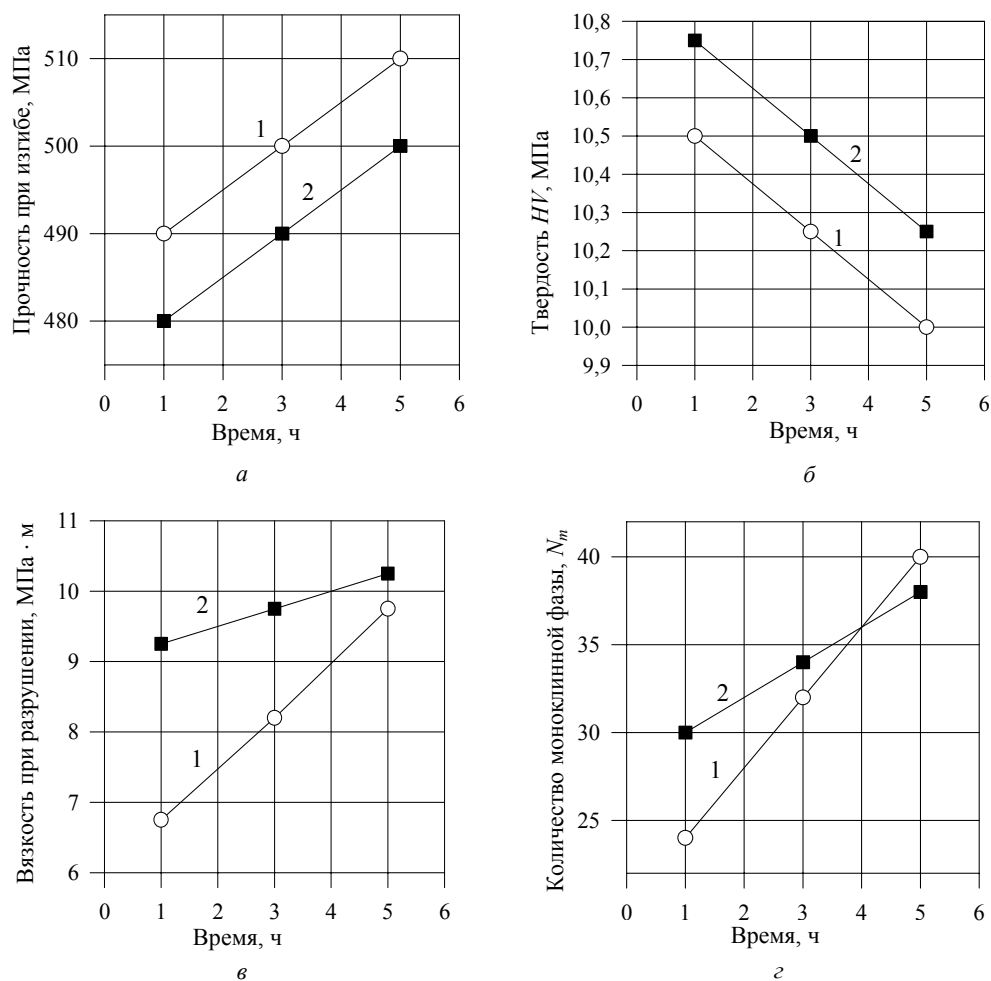 Прочность при изгибе, МПа
510
500
490
480
1
2
0 1 2 3 4 5 6
Время, ч
а
Твердость HV, МПа
10,8
10,7
10,6
10,5
10,4
10,3
10,2
10,1
10,0
9,9
2
1
0 1 2 3 4 5 6
Время, ч
б
Вязкость при разрушении, МПа · м
11
10
9
8
7
6
2
1
0 1 2 3 4 5 6
Время, ч
в
Количество моноклинной фазы, Nm
40
35
30
25
2
1
0 1 2 3 4 5 6
Время, ч
г